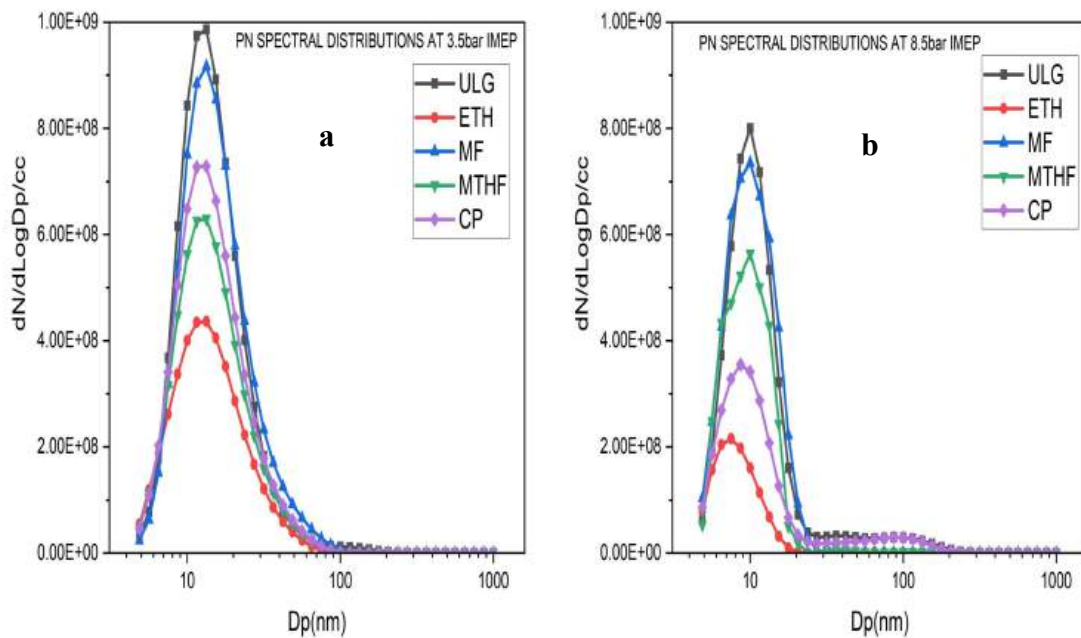 PN SPECTRAL DISTRIBUTIONS AT 3.5bar IMEP
a
ULG
ETH
MF
MTHF
CP
1.00E+09
8.00E+08
6.00E+08
4.00E+08
2.00E+08
0.00E+00
dN/dLogDp/cc
10
100
1000
Dp(nm)
PN SPECTRAL DISTRIBUTIONS AT 8.5bar IMEP
b
ULG
ETH
MF
MTHF
CP
1.00E+09
8.00E+08
6.00E+08
4.00E+08
2.00E+08
0.00E+00
dN/dLogDp/cc
10
100
1000
Dp(nm)